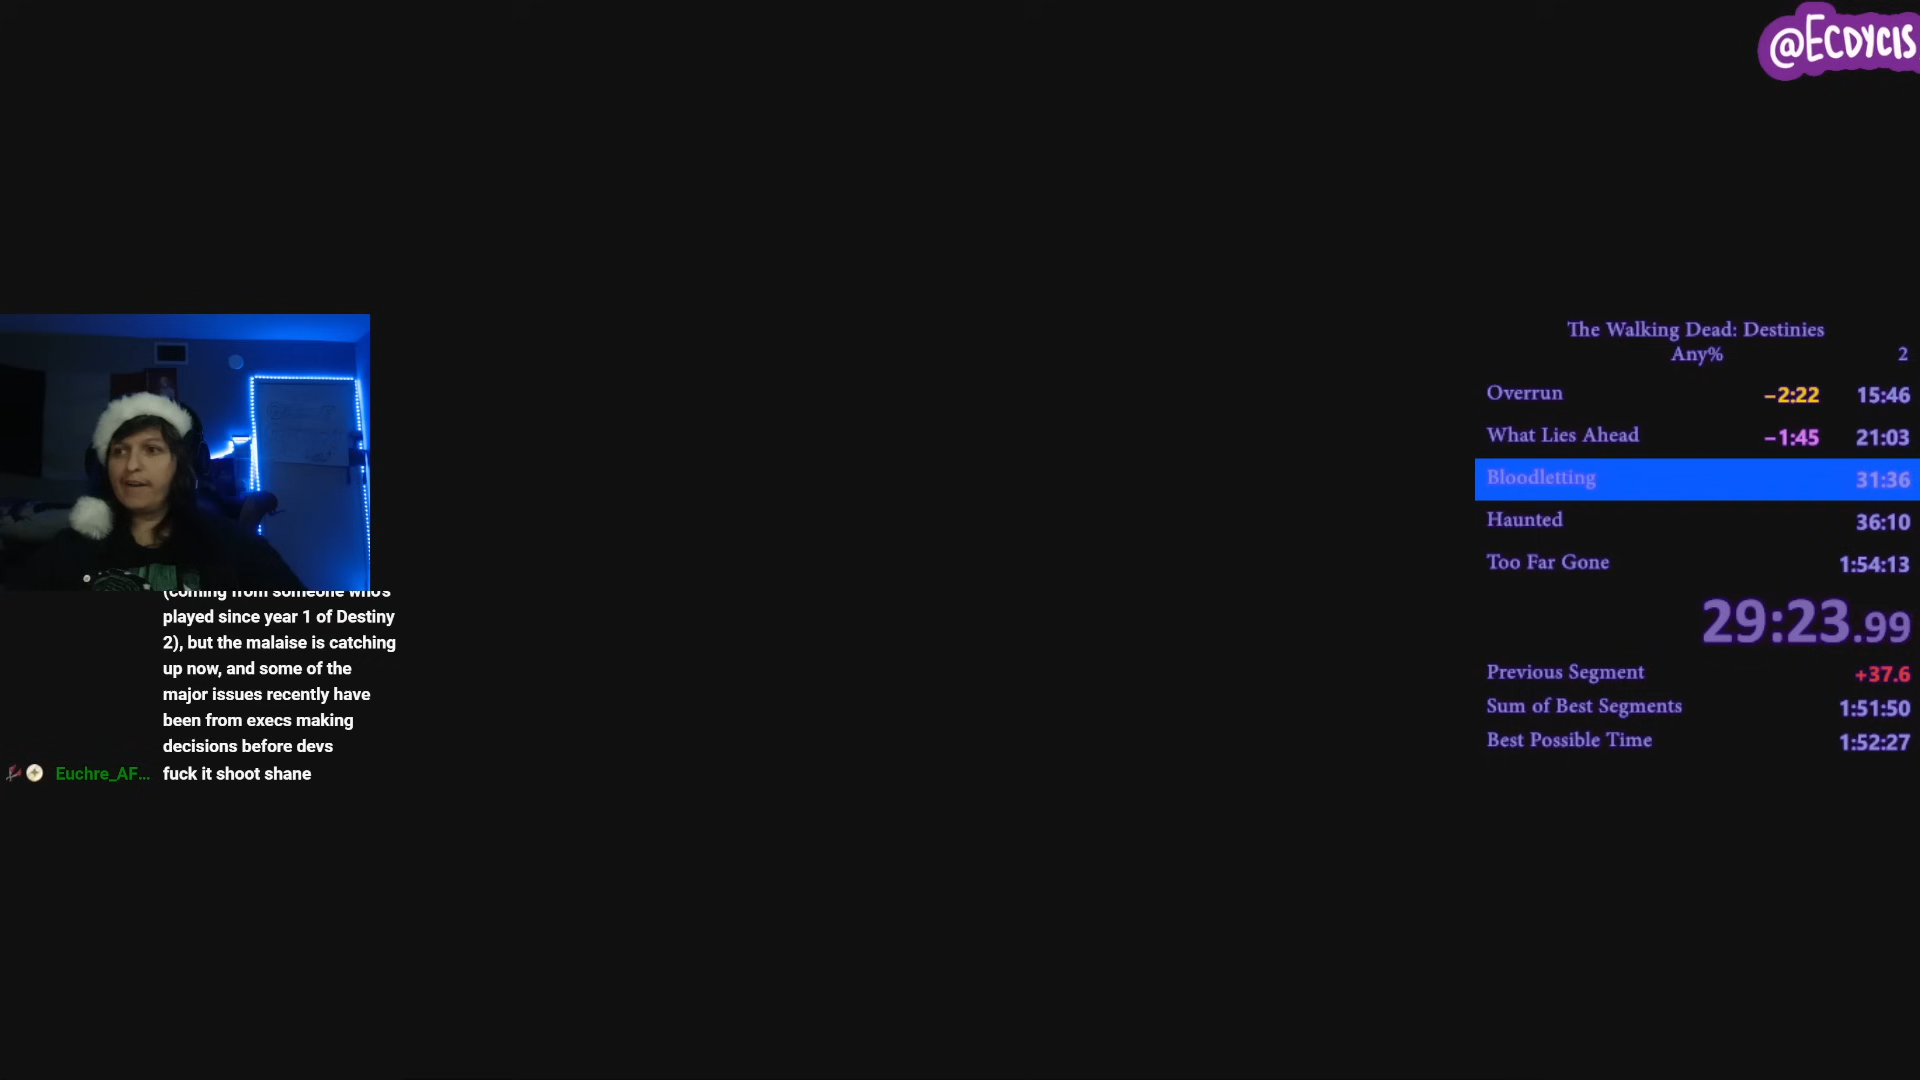 @ECDYCIS
The Walking Dead: Destinies
Any% 2
Overrun −2:22 15:46
What Lies Ahead −1:45 21:03
Bloodletting 31:36
Haunted 36:10
Too Far Gone 1:54:13
29:23.99
Previous Segment +37.6
Sum of Best Segments 1:51:50
Best Possible Time 1:52:27
(coming from someone who's
played since year 1 of Destiny
2), but the malaise is catching
up now, and some of the
major issues recently have
been from execs making
decisions before devs
Euchre_AF... fuck it shoot shane